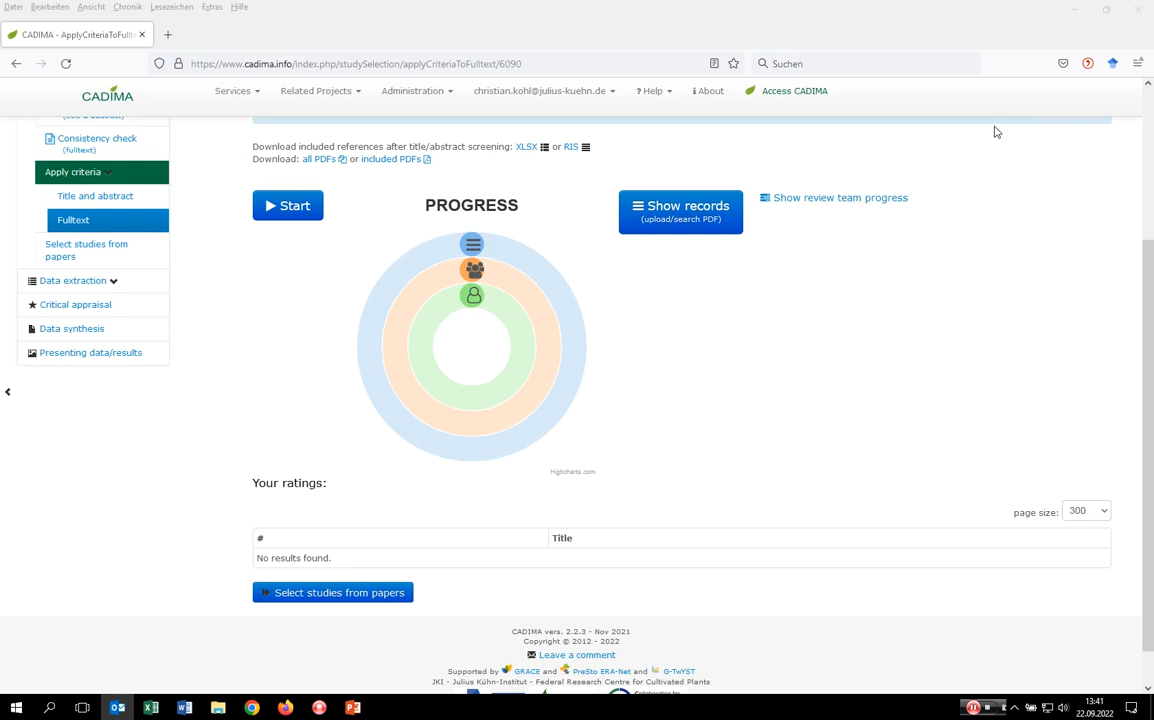 Datei Bearbeiten Ansicht Chronik Lesezeichen Extras Hilfe
CADIMA - ApplyCriteriaToFullt
https://www.cadima.info/index.php/studySelection/applyCriteriaToFulltext/6090
Suchen
CADIMA
Services Related Projects Administration christian.kohl@julius-kuehn.de ? Help About Access CADIMA
(title & abstract)
Consistency check
(fulltext)
Apply criteria
Title and abstract
Fulltext
Select studies from
papers
Data extraction
Critical appraisal
Data synthesis
Presenting data/results
Download included references after title/abstract screening: XLSX or RIS
Download: all PDFs or included PDFs
Start
PROGRESS
Show records
(upload/search PDF)
Show review team progress
Highcharts.com
Your ratings:
page size: 300
# Title
No results found.
Select studies from papers
CADIMA vers. 2.2.3 - Nov 2021
Copyright © 2012 - 2022
Leave a comment
Supported by GRACE and PreSto ERA-Net and G-TwYST
JKI - Julius Kühn-Institut - Federal Research Centre for Cultivated Plants
13:41
22.09.2022